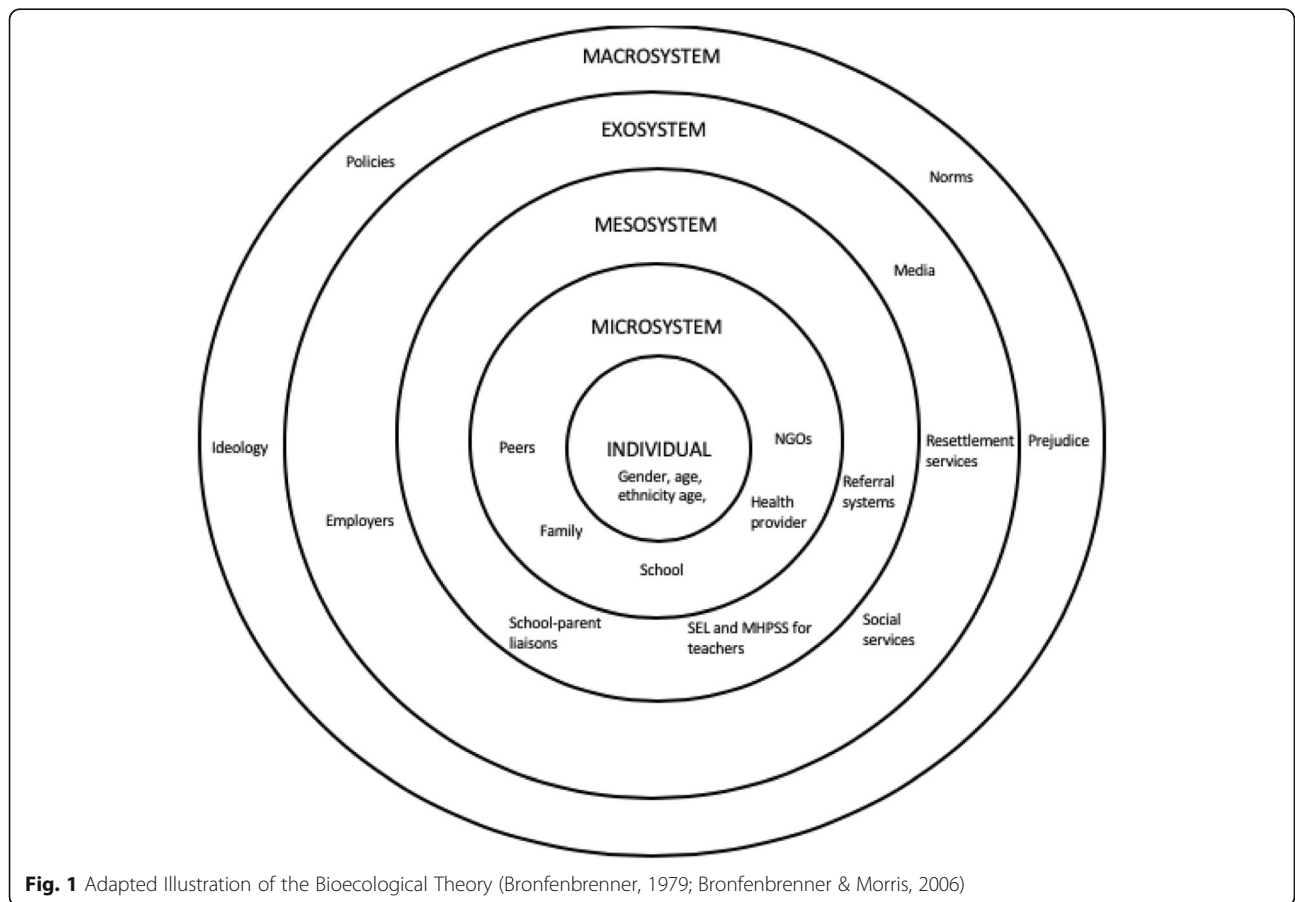 MACROSYSTEM
EXOSYSTEM
Policies
Norms
MESOSYSTEM
Media
MICROSYSTEM
Ideology
Peers
INDIVIDUAL
Gender, age,
ethnicity age,
NGOs
Resettlement
services
Prejudice
Referral
systems
Health
provider
Employers
Family
School
School-parent
liaisons
SEL and MHPSS for
teachers
Social
services
Fig. 1 Adapted Illustration of the Bioecological Theory (Bronfenbrenner, 1979; Bronfenbrenner & Morris, 2006)